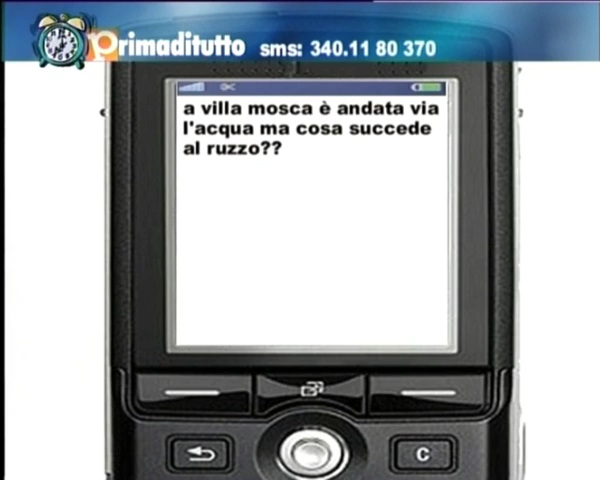 Primaditutto sms: 340.11 80 370
a villa mosca è andata via
l'acqua ma cosa succede
al ruzzo??
C